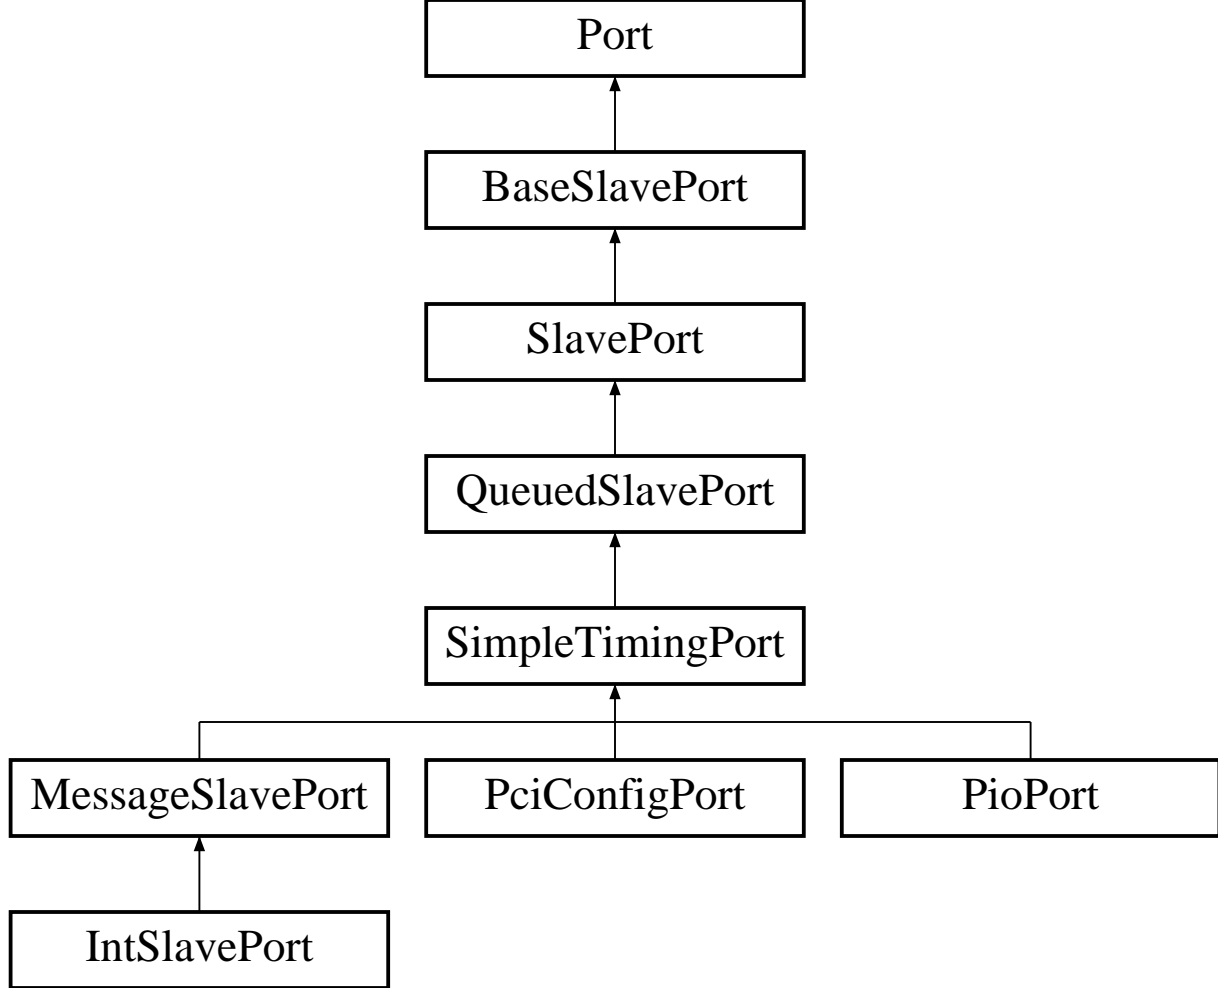 Port
BaseSlavePort
SlavePort
QueuedSlavePort
SimpleTimingPort
MessageSlavePort
PciConfigPort
PioPort
IntSlavePort